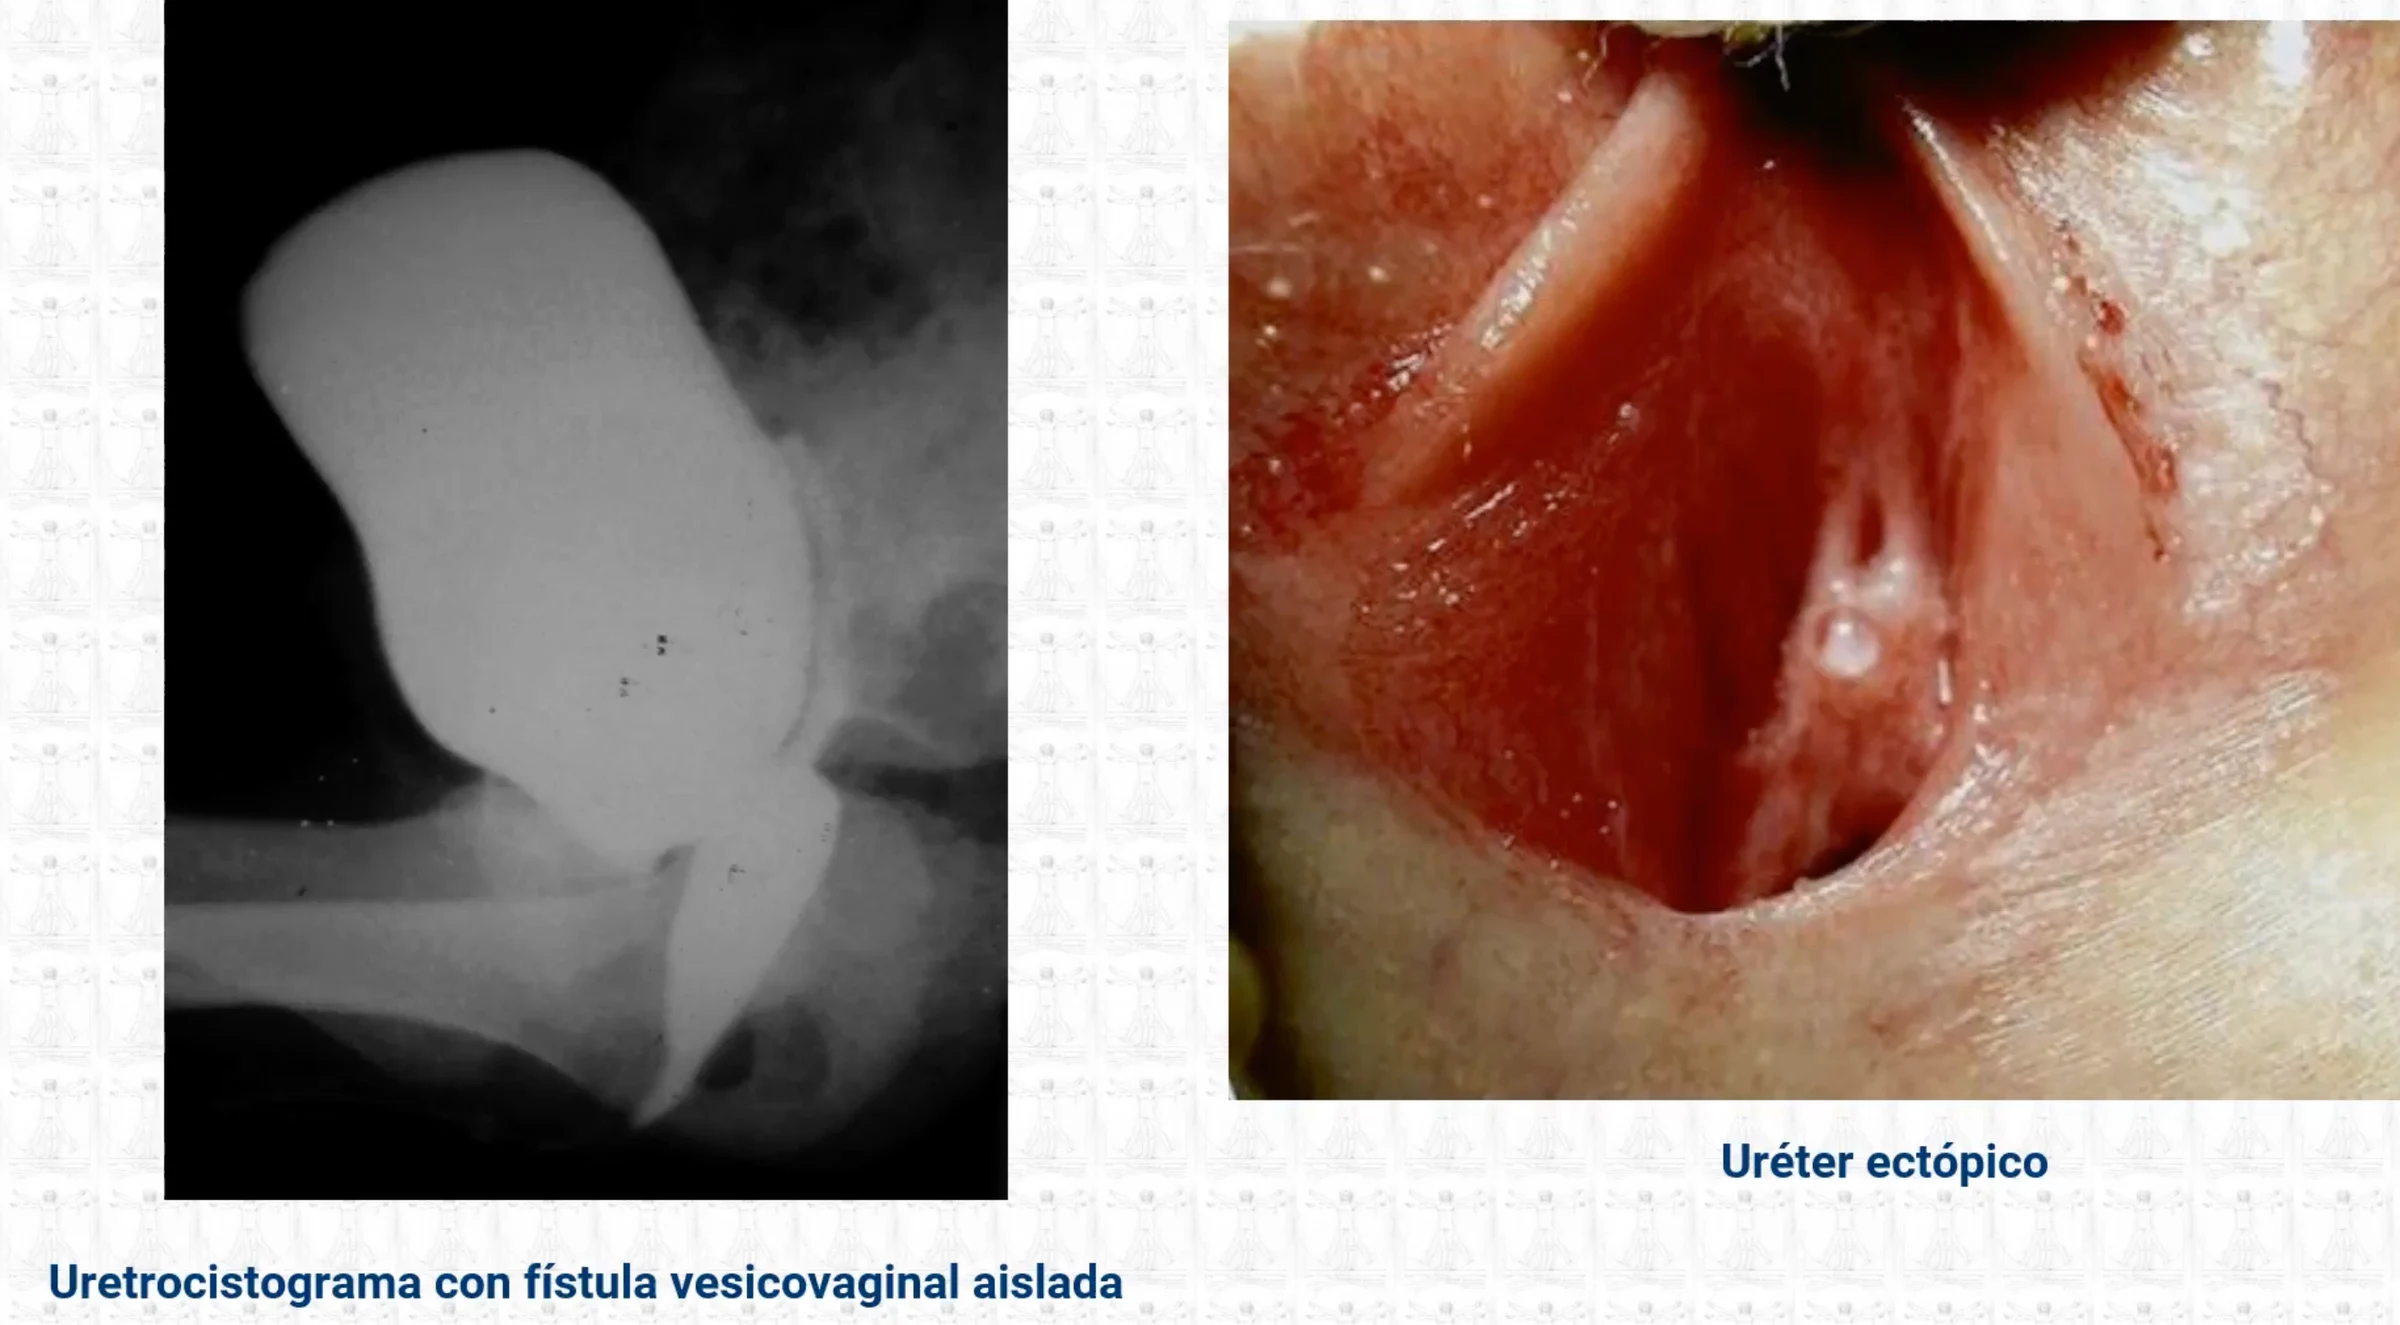 Uréter ectópico
Uretrocistograma con fístula vesicovaginal aislada